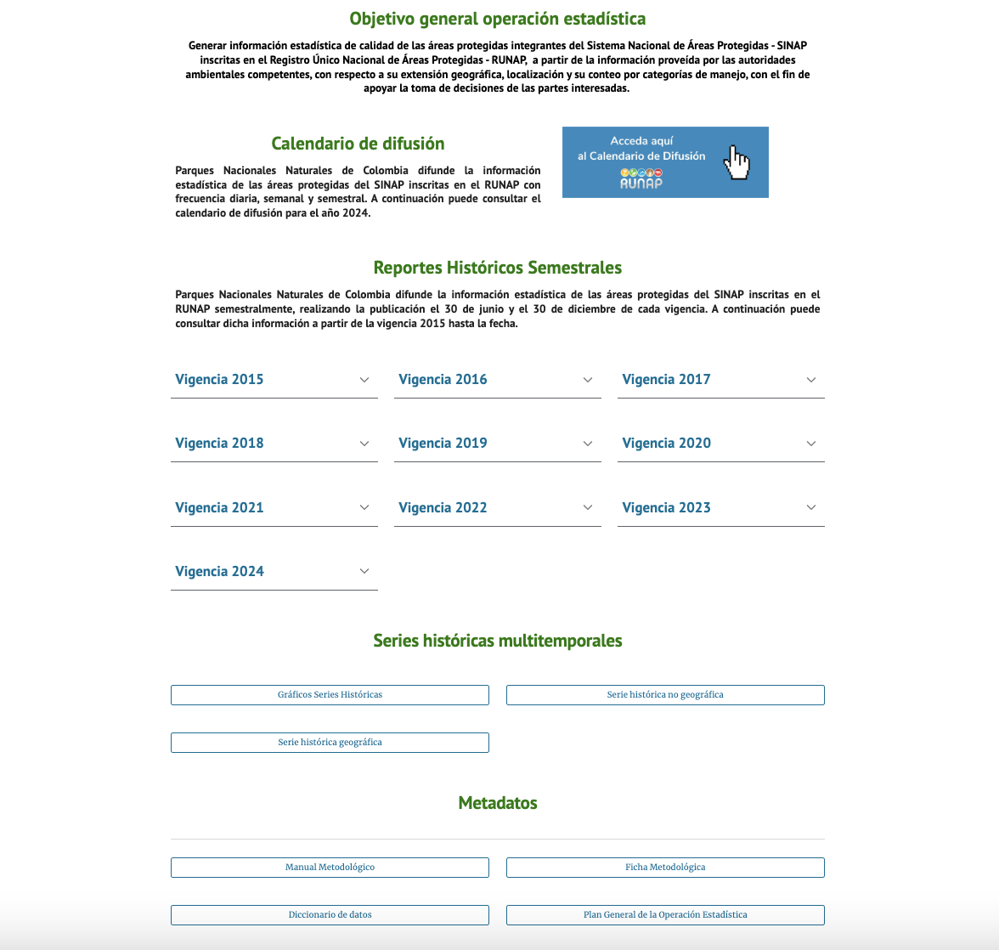 Objetivo general operación estadística
Generar información estadística de calidad de las áreas protegidas integrantes del Sistema Nacional de Áreas Protegidas - SINAP
inscritas en el Registro Único Nacional de Áreas Protegidas - RUNAP, a partir de la información proveída por las autoridades
ambientales competentes, con respecto a su extensión geográfica, localización y su conteo por categorías de manejo, con el fin de
apoyar la toma de decisiones de las partes interesadas.
Calendario de difusión
Parques Nacionales Naturales de Colombia difunde la información
estadística de las áreas protegidas del SINAP inscritas en el RUNAP con
frecuencia diaria, semanal y semestral. A continuación puede consultar el
calendario de difusión para el año 2024.
Acceda aquí
al Calendario de Difusión
RUNAP
Reportes Históricos Semestrales
Parques Nacionales Naturales de Colombia difunde la información estadística de las áreas protegidas del SINAP inscritas en el
RUNAP semestralmente, realizando la publicación el 30 de junio y el 30 de diciembre de cada vigencia. A continuación puede
consultar dicha información a partir de la vigencia 2015 hasta la fecha.
Vigencia 2015
Vigencia 2016
Vigencia 2017
Vigencia 2018
Vigencia 2019
Vigencia 2020
Vigencia 2021
Vigencia 2022
Vigencia 2023
Vigencia 2024
Series históricas multitemporales
Gráficos Series Históricas
Serie histórica no geográfica
Serie histórica geográfica
Metadatos
Manual Metodológico
Ficha Metodológica
Diccionario de datos
Plan General de la Operación Estadística